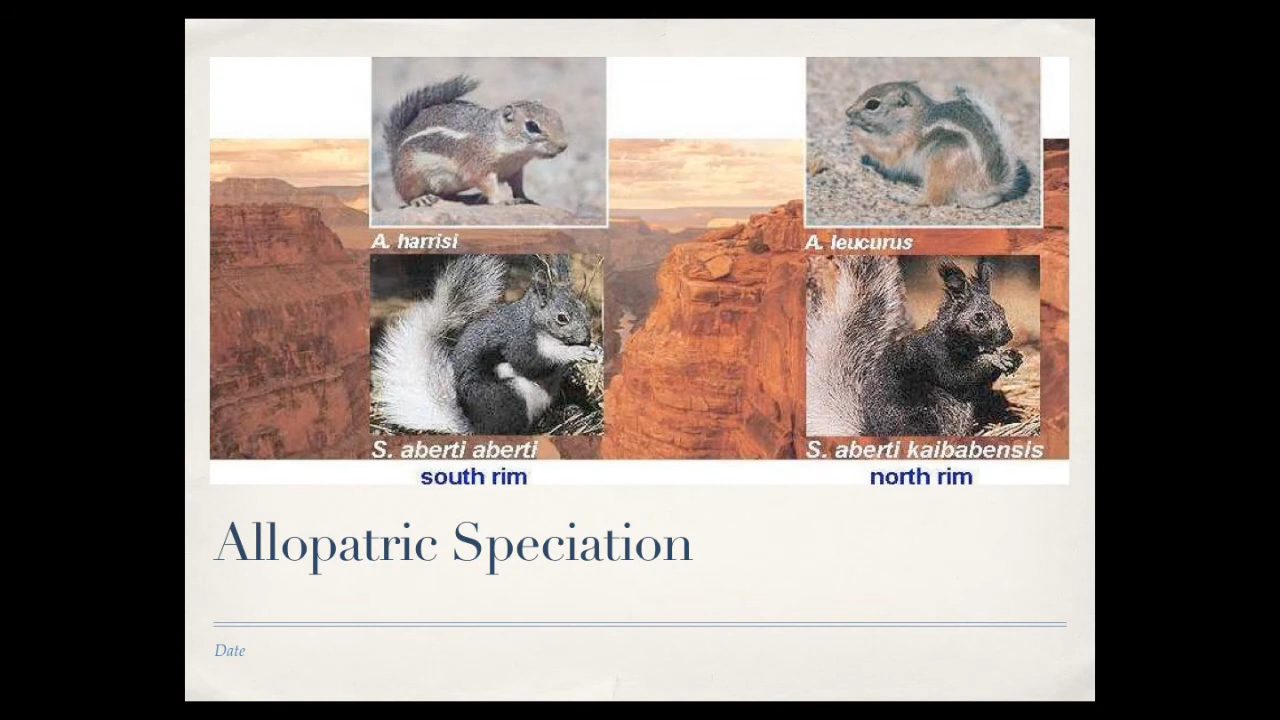 A. harrisi
A. leucurus
S. aberti aberti
S. aberti kaibabensis
south rim
north rim
Allopatric Speciation
Date